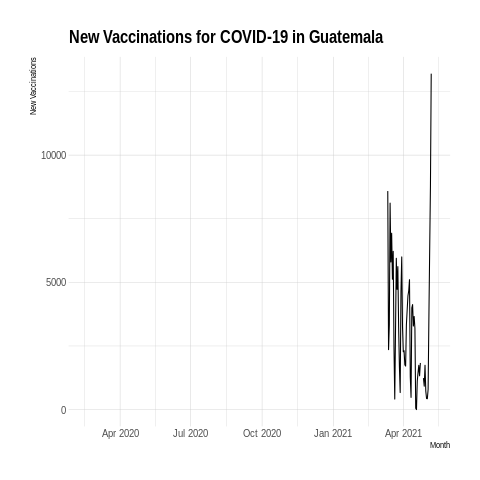 New Vaccinations for COVID-19 in Guatemala
New Vaccinations
10000
5000
0
Apr 2020
Jul 2020
Oct 2020
Jan 2021
Apr 2021
Month